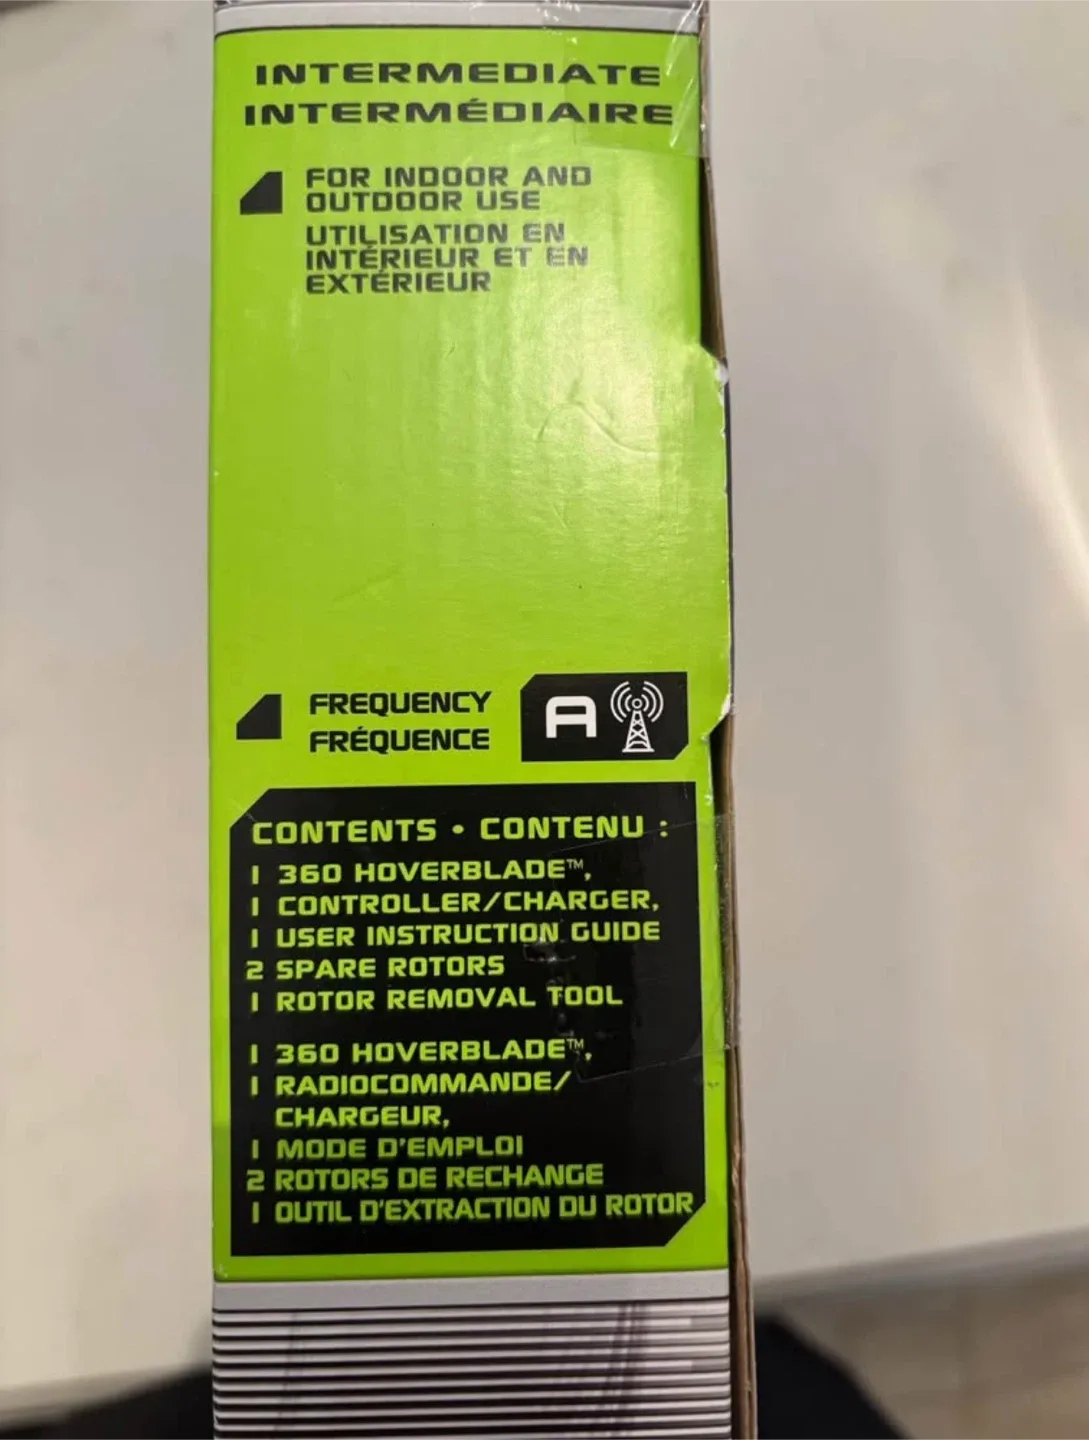 INTERMEDIATE
INTERMÉDIAIRE
FOR INDOOR AND
OUTDOOR USE
UTILISATION EN
INTÉRIEUR ET EN
EXTÉRIEUR
FREQUENCY
FRÉQUENCE
A
CONTENTS • CONTENU :
1 360 HOVERBLADE™,
1 CONTROLLER/CHARGER,
1 USER INSTRUCTION GUIDE
2 SPARE ROTORS
1 ROTOR REMOVAL TOOL
1 360 HOVERBLADE™,
1 RADIOCOMMANDE/
CHARGEUR,
1 MODE D'EMPLOI
2 ROTORS DE RECHANGE
1 OUTIL D'EXTRACTION DU ROTOR